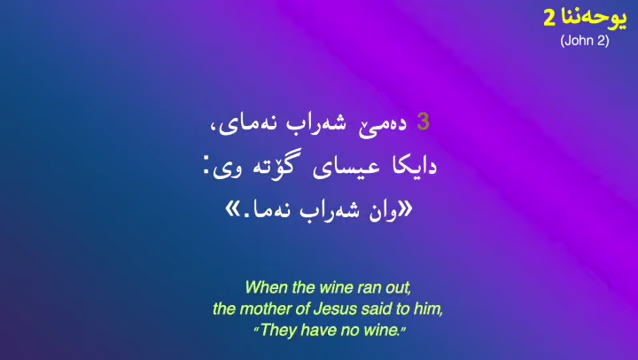 یوحەننا 2
(John 2)
3 دەمێ شەراب نەمای،
دایکا عیسای گۆتە وی:
«وان شەراب نەما.»
When the wine ran out,
the mother of Jesus said to him,
“They have no wine.”